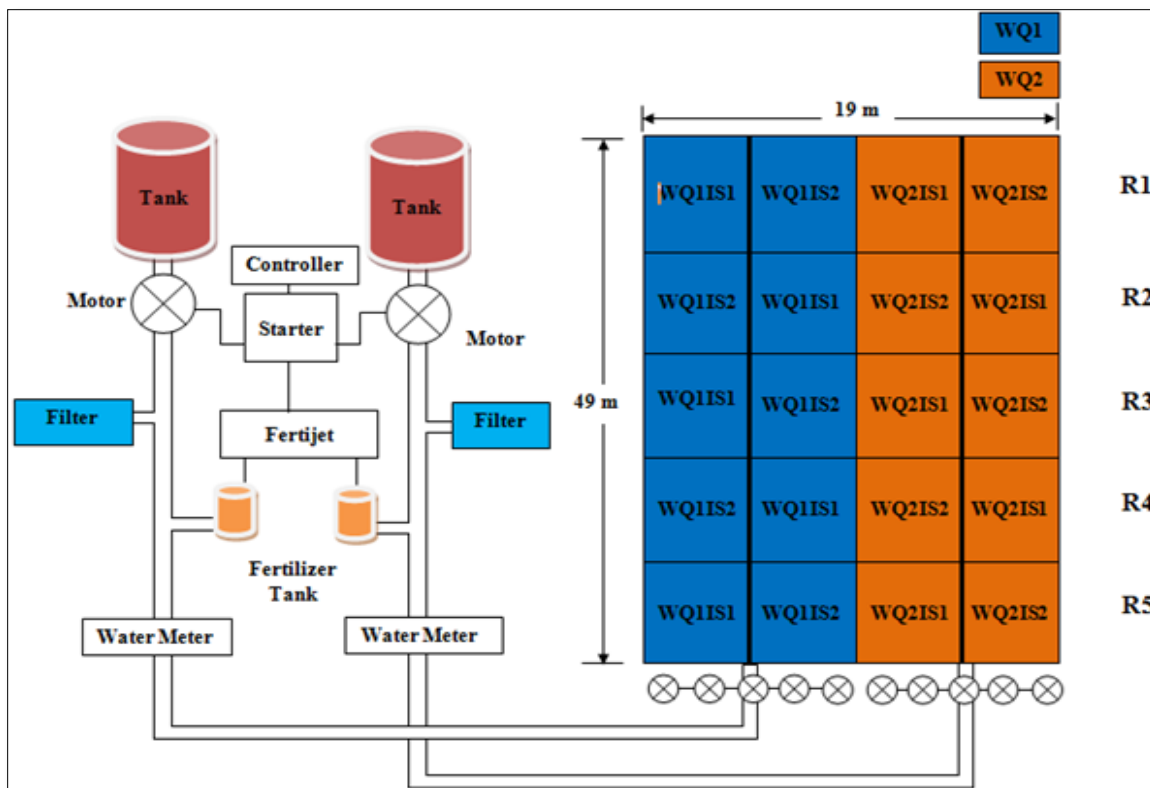 WQ1
WQ2
19 m
49 m
Tank
Tank
Controller
Motor
Starter
Motor
Filter
Fertijet
Filter
Fertilizer
Tank
Water Meter
Water Meter
WQ1IS1 WQ1IS2 WQ2IS1 WQ2IS2 R1
WQ1IS2 WQ1IS1 WQ2IS2 WQ2IS1 R2
WQ1IS1 WQ1IS2 WQ2IS1 WQ2IS2 R3
WQ1IS2 WQ1IS1 WQ2IS2 WQ2IS1 R4
WQ1IS1 WQ1IS2 WQ2IS1 WQ2IS2 R5